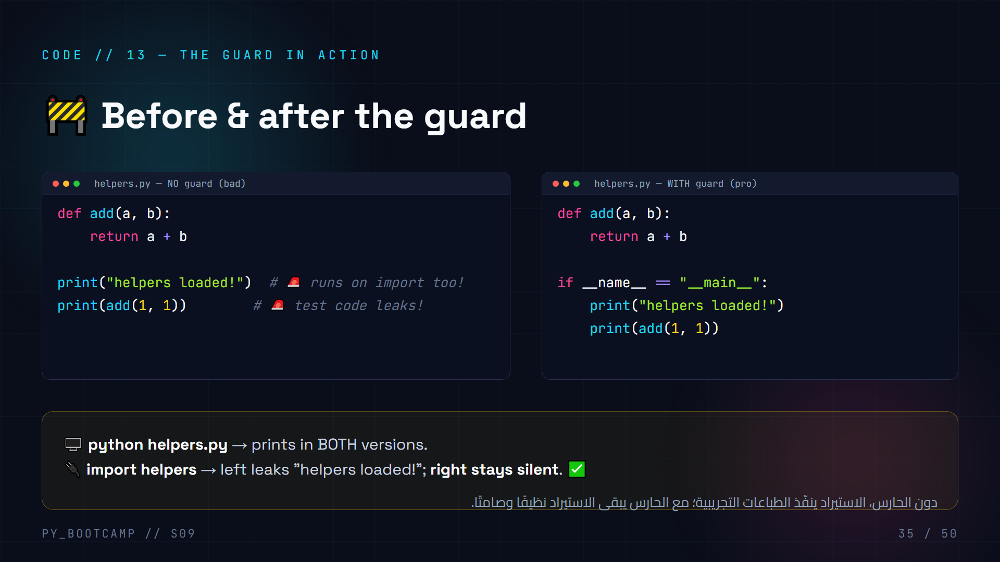 CODE // 13 — THE GUARD IN ACTION
🚧 Before & after the guard
helpers.py — NO guard (bad)
def add(a, b):
    return a + b
print("helpers loaded!")  # 🚨 runs on import too!
print(add(1, 1))        # 🚨 test code leaks!
helpers.py — WITH guard (pro)
def add(a, b):
    return a + b
if __name__ == "__main__":
    print("helpers loaded!")
    print(add(1, 1))
🖥️ python helpers.py → prints in BOTH versions.
🔌 import helpers → left leaks ”helpers loaded!”; right stays silent. ✅
دون الحارس، الاستيراد ينفّذ الطباعات التجريبية؛ مع الحارس يبقى الاستيراد نظيفًا وصامتًا.
PY_BOOTCAMP // S09
35 / 50